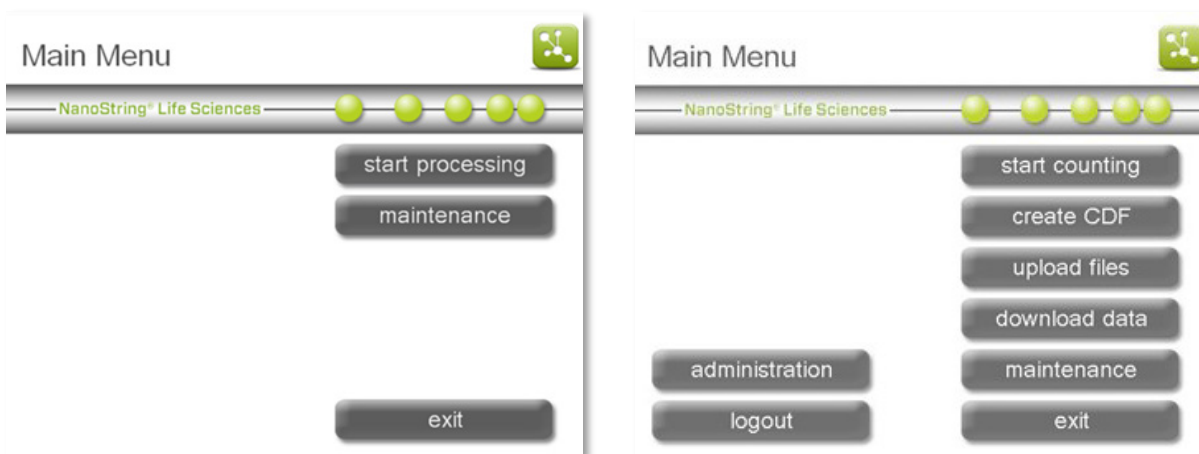 Main Menu
NanoString® Life Sciences
start processing
maintenance
exit
Main Menu
NanoString® Life Sciences
start counting
create CDF
upload files
download data
administration
maintenance
logout
exit